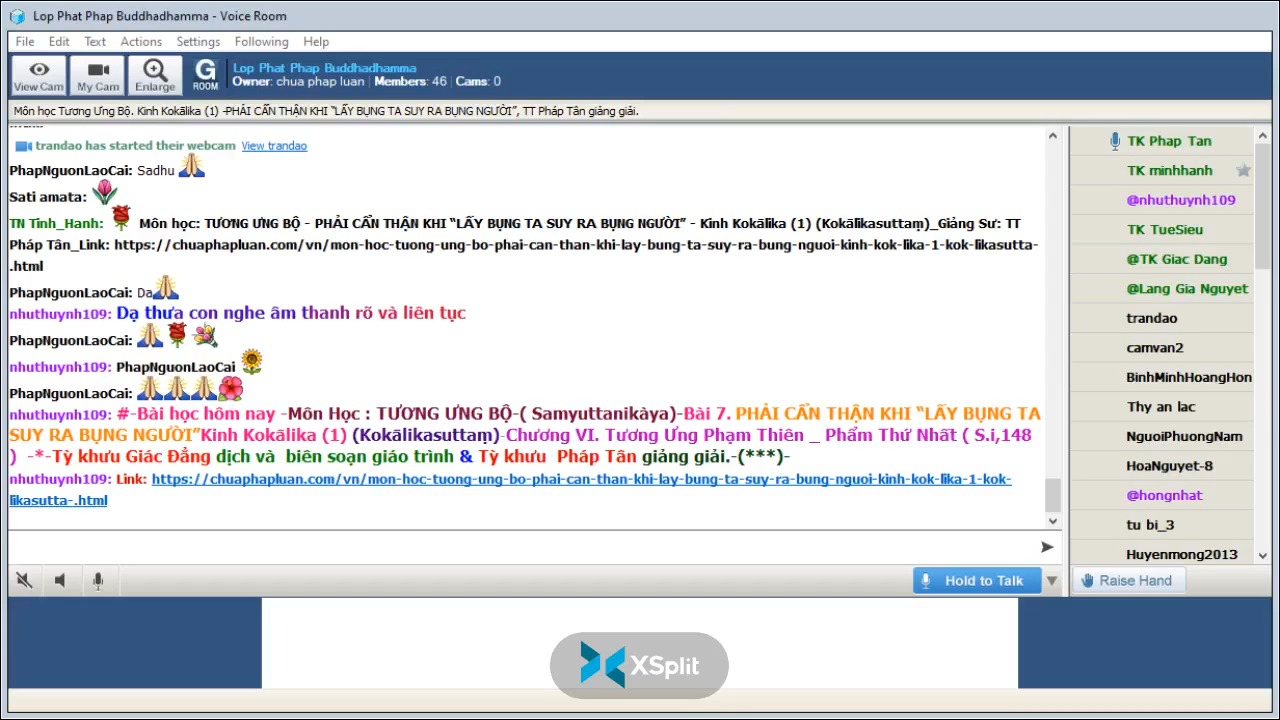 Lop Phat Phap Buddhadhamma - Voice Room
File Edit Text Actions Settings Following Help
View Cam My Cam Enlarge G ROOM
Lop Phat Phap Buddhadhamma
Owner: chua phap luan | Members: 46 | Cams: 0
Môn học Tương Ưng Bộ. Kinh Kokālika (1) -PHẢI CẨN THẬN KHI “LẤY BỤNG TA SUY RA BỤNG NGƯỜI”, TT Pháp Tân giảng giải.
trandao has started their webcam View trandao
PhapNguonLaoCai: Sadhu
Sati amata:
TN Tinh_Hanh: Môn học: TƯƠNG ƯNG BỘ - PHẢI CẨN THẬN KHI “LẤY BỤNG TA SUY RA BỤNG NGƯỜI” - Kinh Kokālika (1) (Kokālikasuttaṃ)_Giảng Sư: TT
Pháp Tân_Link: https://chuaphapluan.com/vn/mon-hoc-tuong-ung-bo-phai-can-than-khi-lay-bung-ta-suy-ra-bung-nguoi-kinh-kok-lika-1-kok-likasutta-
.html
PhapNguonLaoCai: Da
nhuthuynh109: Dạ thưa con nghe âm thanh rõ và liên tục
PhapNguonLaoCai:
nhuthuynh109: PhapNguonLaoCai
PhapNguonLaoCai:
nhuthuynh109: #-Bài học hôm nay -Môn Học : TƯƠNG ƯNG BỘ-( Samyuttanikàya)-Bài 7. PHẢI CẨN THẬN KHI “LẤY BỤNG TA
SUY RA BỤNG NGƯỜI”Kinh Kokālika (1) (Kokālikasuttaṃ)-Chương VI. Tương Ưng Phạm Thiên _ Phẩm Thứ Nhất ( S.i,148
) -*-Tỳ khưu Giác Đẳng dịch và biên soạn giáo trình & Tỳ khưu Pháp Tân giảng giải.-(***)-
nhuthuynh109: Link: https://chuaphapluan.com/vn/mon-hoc-tuong-ung-bo-phai-can-than-khi-lay-bung-ta-suy-ra-bung-nguoi-kinh-kok-lika-1-kok-
likasutta-.html
Hold to Talk
TK Phap Tan
TK minhhanh
@nhuthuynh109
TK TueSieu
@TK Giac Dang
@Lang Gia Nguyet
trandao
camvan2
BinhMinhHoangHon
Thy an lac
NguoiPhuongNam
HoaNguyet-8
@hongnhat
tu bi_3
Huyenmong2013
Raise Hand
XSplit